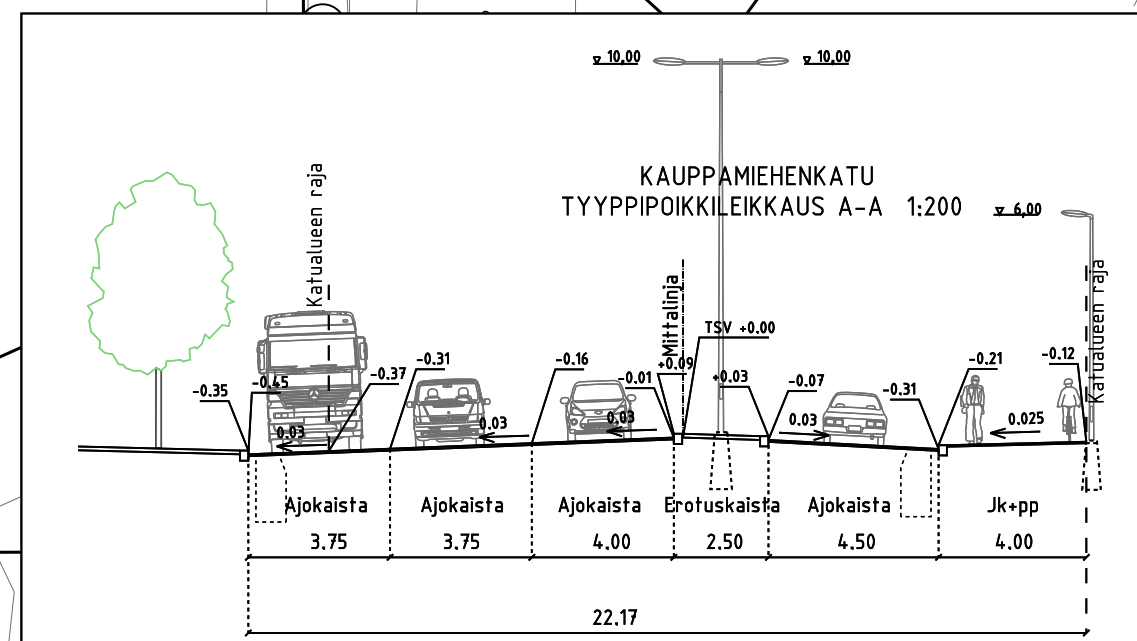 10,00
10,00
KAUPPAMIEHENKATU
TYYPPIPOIKKILEIKKAUS A-A 1:200
6,00
Katualueen raja
Mittalinja
Katualueen raja
TSV +0.00
-0.35
-0.45
-0.37
-0.31
-0.16
-0.01
+0.09
+0.03
-0.07
-0.31
-0.21
-0.12
0.03
0.03
0.03
0.03
0.025
Ajokaista
Ajokaista
Ajokaista
Erotuskaista
Ajokaista
Jk+pp
3.75
3.75
4.00
2.50
4.50
4.00
22.17